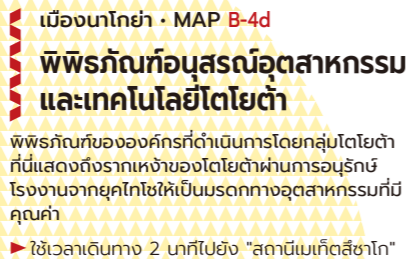 เมืองนาโกย่า・MAP B-4d
พิพิธภัณฑ์อนุสรณ์อุตสาหกรรม
และเทคโนโลยีโตโยต้า
พิพิธภัณฑ์ขององค์กรที่ดำเนินการโดยกลุ่มโตโยต้า
ที่นี่แสดงถึงรากเหง้าของโตโยต้าผ่านการอนุรักษ์
โรงงานจากยุคไทโชให้เป็นมรดกทางอุตสาหกรรมที่มี
คุณค่า
▶ ใช้เวลาเดินทาง 2 นาทีไปยัง "สถานีเมเท็ตสึซาโก"